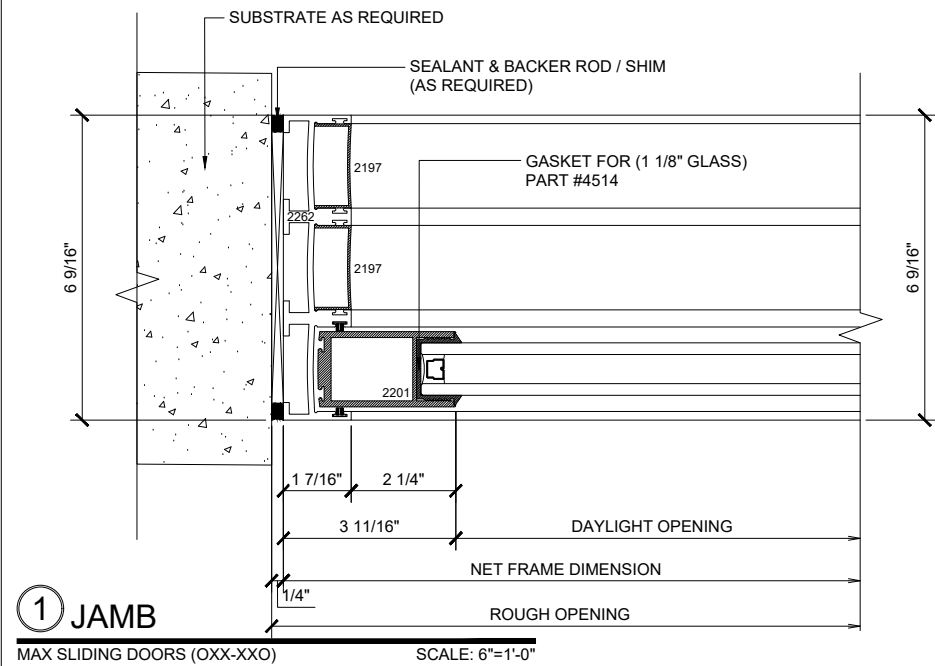 SUBSTRATE AS REQUIRED
SEALANT & BACKER ROD / SHIM
(AS REQUIRED)
GASKET FOR (1 1/8" GLASS)
PART #4514
2197
2262
2197
2201
6 9/16"
6 9/16"
1 7/16"
2 1/4"
3 11/16"
DAYLIGHT OPENING
NET FRAME DIMENSION
1/4"
ROUGH OPENING
1 JAMB
MAX SLIDING DOORS (OXX-XXO)
SCALE: 6"=1'-0"